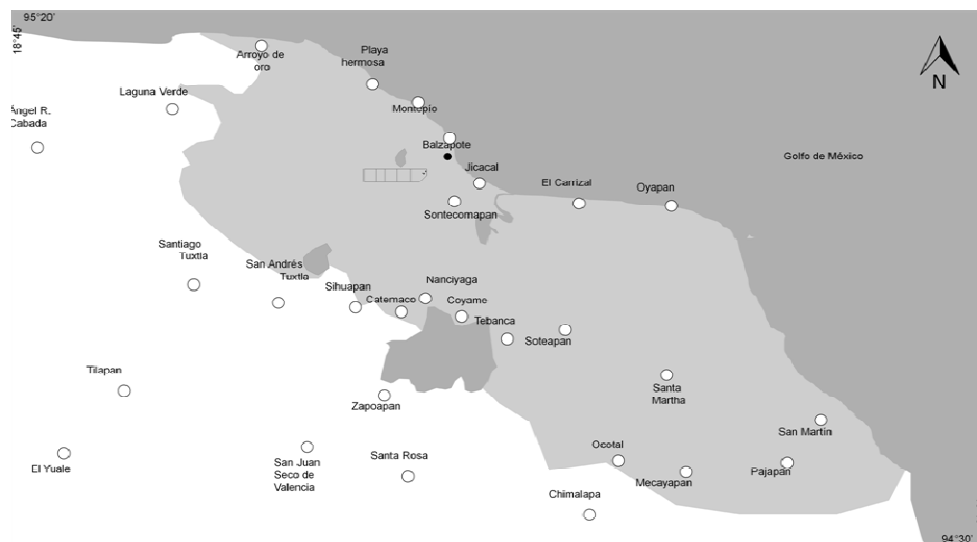 95°20'
18°45'
Arroyo de
oro
Playa
hermosa
Laguna Verde
Montepío
Ángel R.
Cabada
N
Balzapote
Golfo de México
Jicacal
El Carrizal
Oyapan
Sontecomapan
Santiago
Tuxtla
San Andrés
Tuxtla
Sihuapan
Nanciyaga
Catemaco
Coyame
Tebanca
Soteapan
Tilapan
Santa
Martha
Zapoapan
San Martín
Ocotal
El Yuale
San Juan
Seco de
Valencia
Santa Rosa
Mecayapan
Pajapan
Chimalapa
94°30'